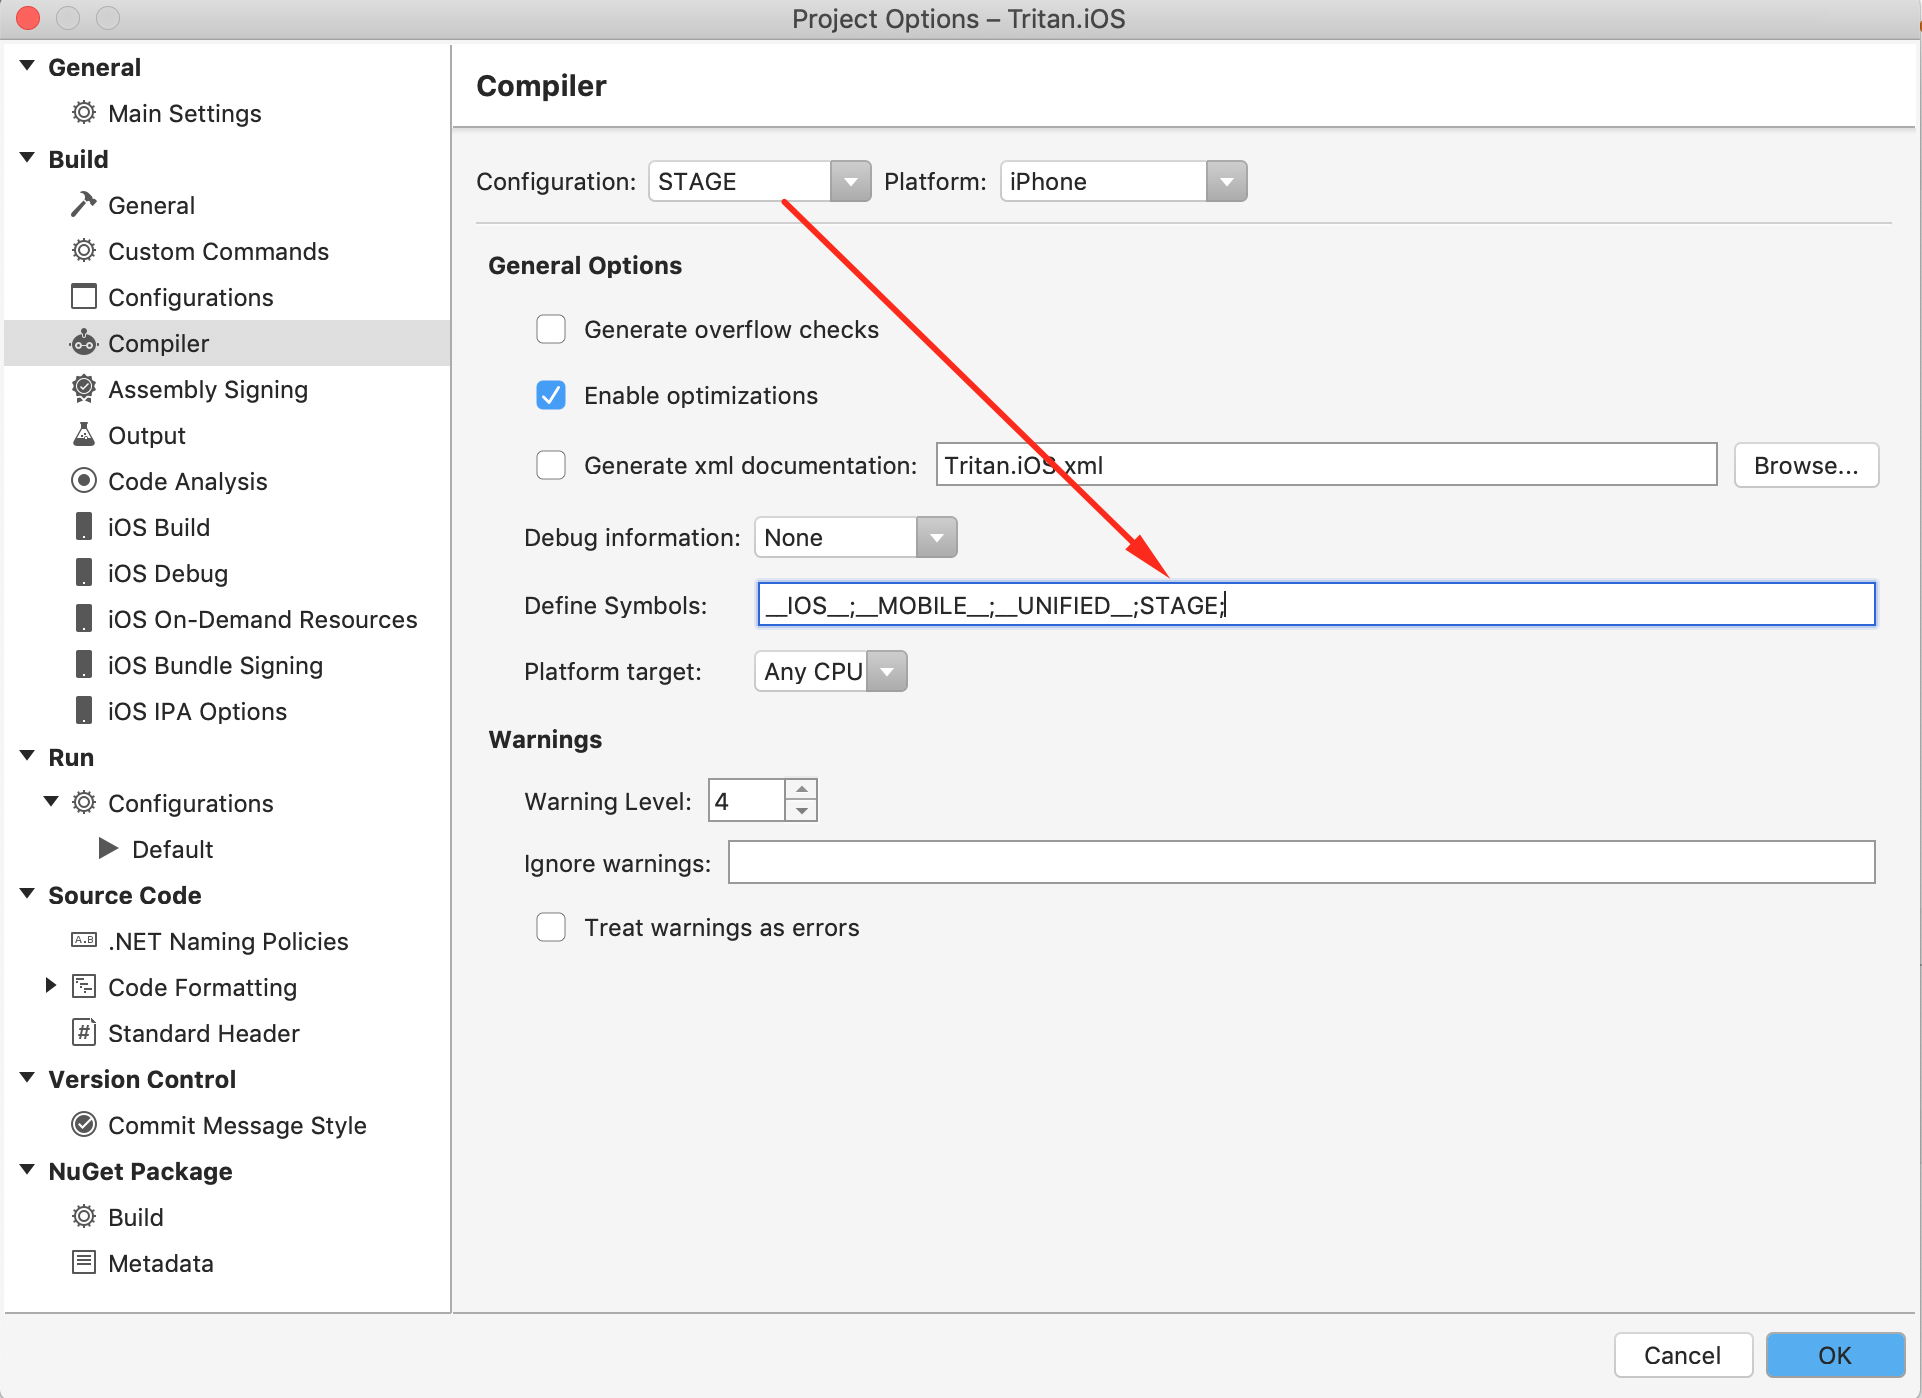 Project Options – Tritan.iOS
General
Main Settings
Build
General
Custom Commands
Configurations
Compiler
Assembly Signing
Output
Code Analysis
iOS Build
iOS Debug
iOS On-Demand Resources
iOS Bundle Signing
iOS IPA Options
Run
Configurations
Default
Source Code
A.B .NET Naming Policies
Code Formatting
# Standard Header
Version Control
Commit Message Style
NuGet Package
Build
Metadata
Compiler
Configuration: STAGE Platform: iPhone
General Options
Generate overflow checks
Enable optimizations
Generate xml documentation: Tritan.iOS.xml Browse...
Debug information: None
Define Symbols: __IOS__;__MOBILE__;__UNIFIED__;STAGE;
Platform target: Any CPU
Warnings
Warning Level: 4
Ignore warnings:
Treat warnings as errors
Cancel OK